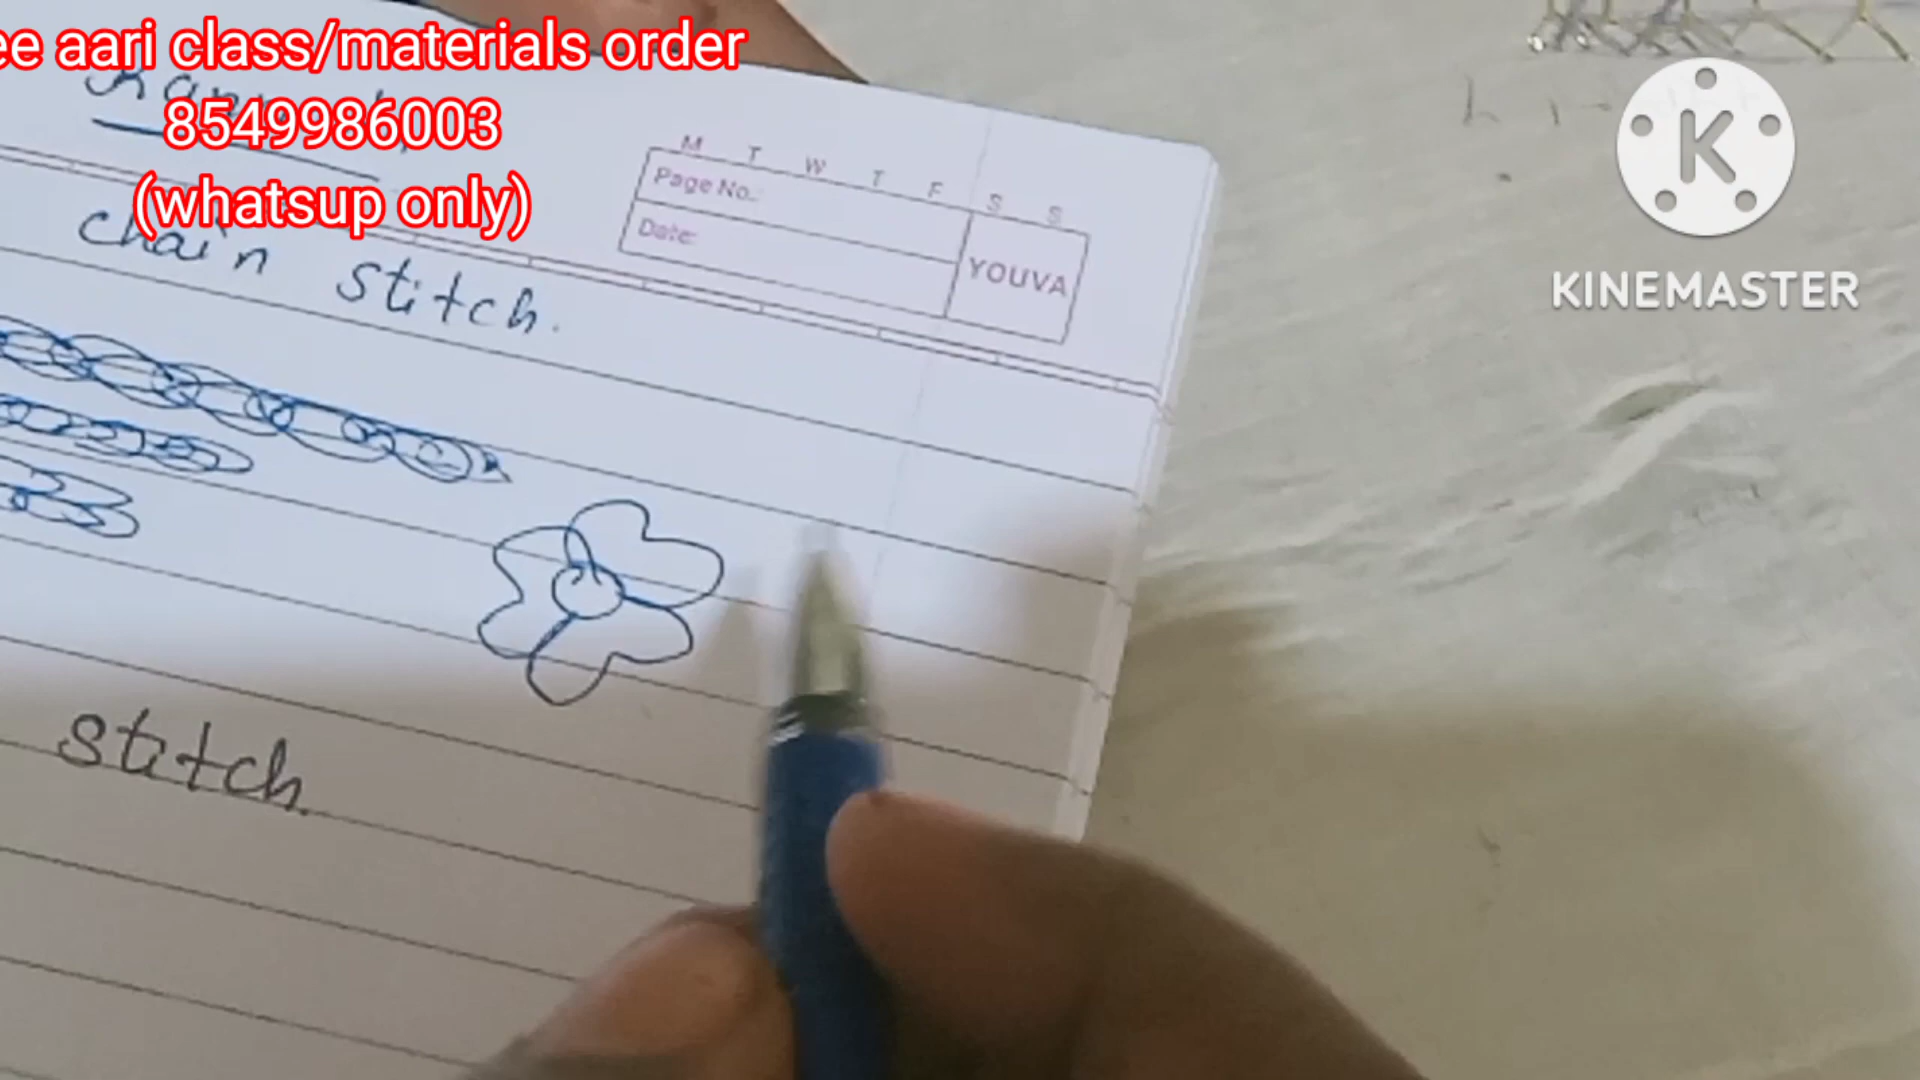 ee aari class/materials order
8549986003
(whatsup only)
KINEMASTER
M T W T F S S
Page No.:
Date:
YOUVA
chain stitch.
stitch.